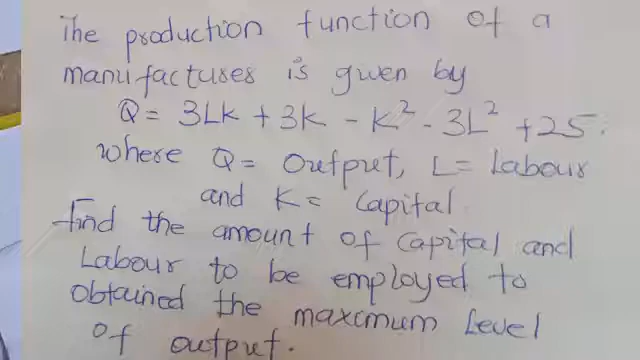 The production function of a
manufactuses is given by
Q = 3LK + 3K - K² - 3L² + 25.
where Q = Output, L = Labour
and K = Capital.
find the amount of Capital and
Labour to be employed to
obtained the maximum Level
Of output.